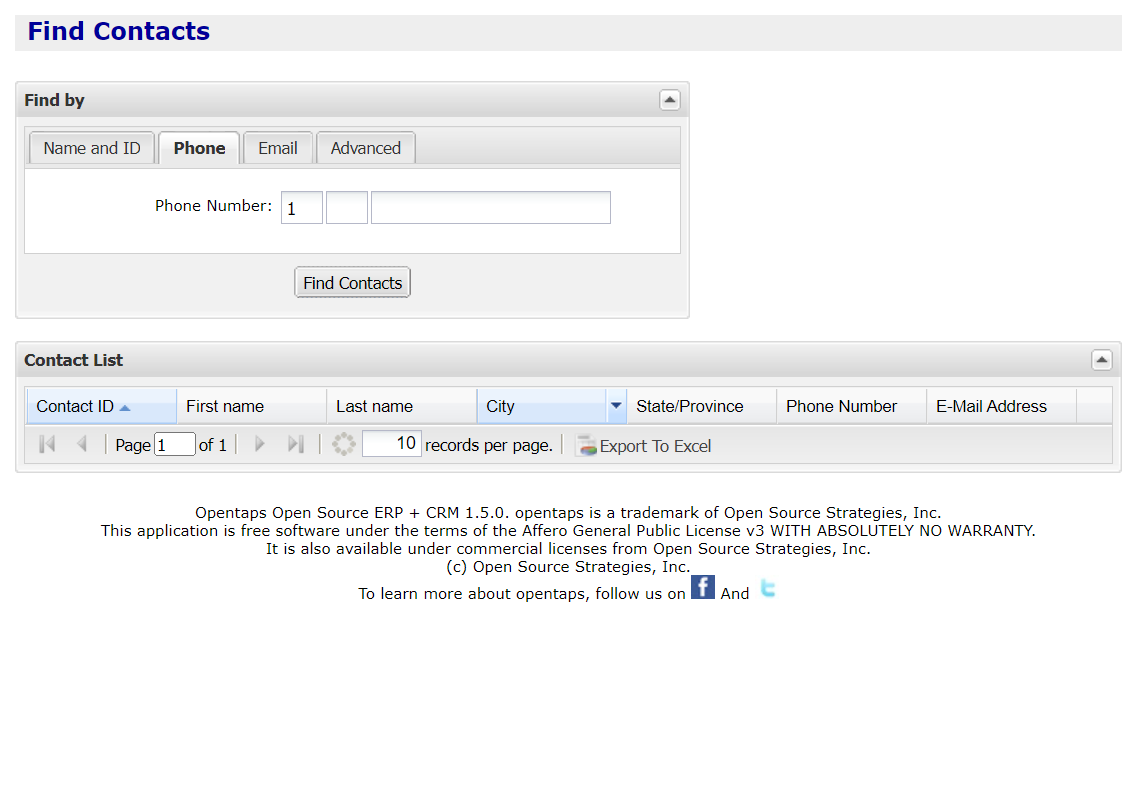 Find Contacts
Find by
Name and ID Phone Email Advanced
Phone Number: 1
Find Contacts
Contact List
Contact ID First name Last name City State/Province Phone Number E-Mail Address
Page 1 of 1 10 records per page. Export To Excel
Opentaps Open Source ERP + CRM 1.5.0. opentaps is a trademark of Open Source Strategies, Inc.
This application is free software under the terms of the Affero General Public License v3 WITH ABSOLUTELY NO WARRANTY.
It is also available under commercial licenses from Open Source Strategies, Inc.
(c) Open Source Strategies, Inc.
To learn more about opentaps, follow us on f And t